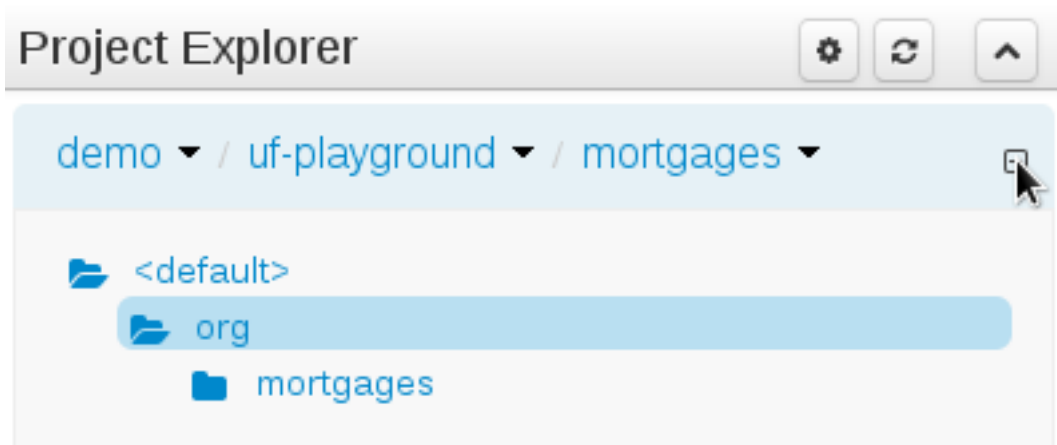 Project Explorer
demo / uf-playground / mortgages
<default>
org
mortgages